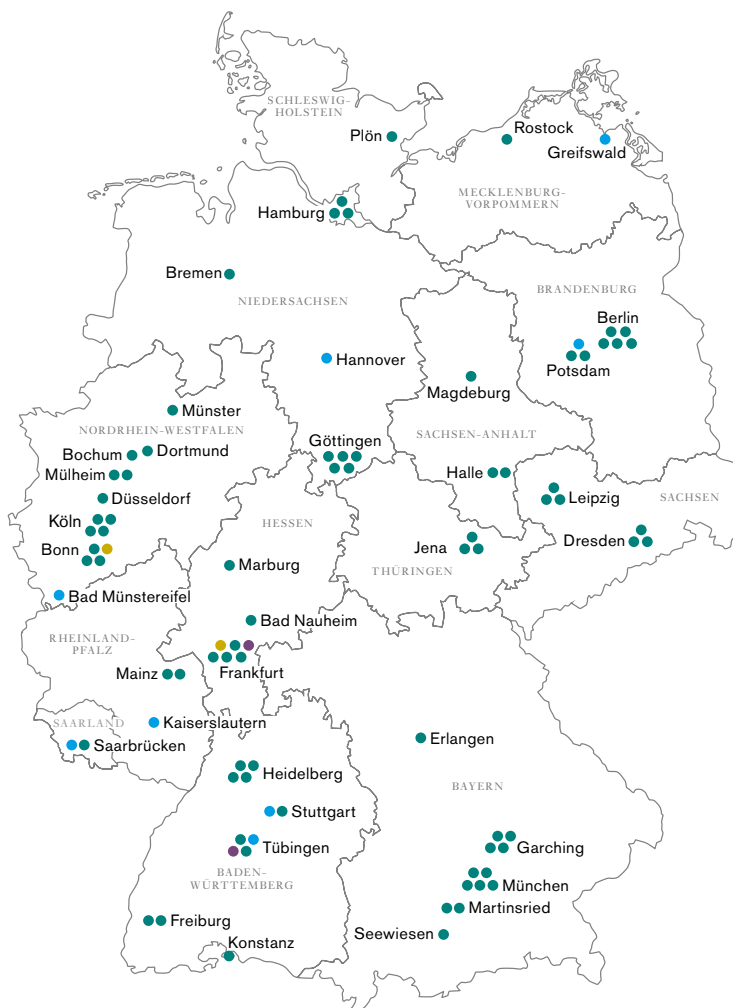 SCHLESWIG-
HOLSTEIN
Plön
Rostock
Greifswald
MECKLENBURG-
VORPOMMERN
Hamburg
Bremen
NIEDERSACHSEN
BRANDENBURG
Berlin
Potsdam
Hannover
Magdeburg
Münster
NORDRHEIN-WESTFALEN
Bochum
Dortmund
Göttingen
SACHSEN-ANHALT
Mülheim
Halle
Düsseldorf
Leipzig
SACHSEN
Köln
HESSEN
Bonn
Jena
Dresden
Marburg
THÜRINGEN
Bad Münstereifel
Bad Nauheim
RHEINLAND-
PFALZ
Mainz
Frankfurt
SAARLAND
Kaiserslautern
Saarbrücken
Erlangen
Heidelberg
BAYERN
Stuttgart
Tübingen
Garching
BADEN-
WÜRTTEMBERG
München
Martinsried
Freiburg
Seewiesen
Konstanz